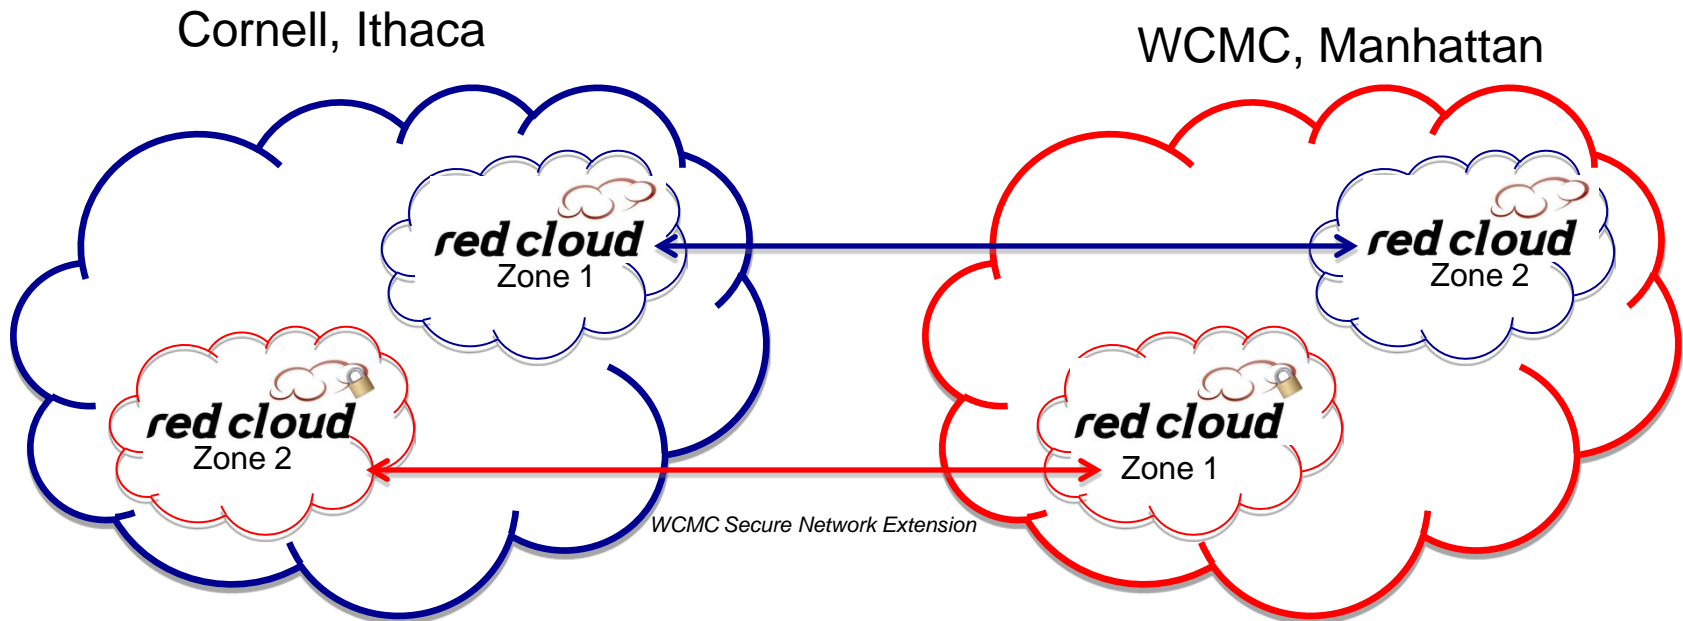 Cornell, Ithaca
WCMC, Manhattan
red cloud
Zone 1
red cloud
Zone 2
red cloud
Zone 2
red cloud
Zone 1
WCMC Secure Network Extension